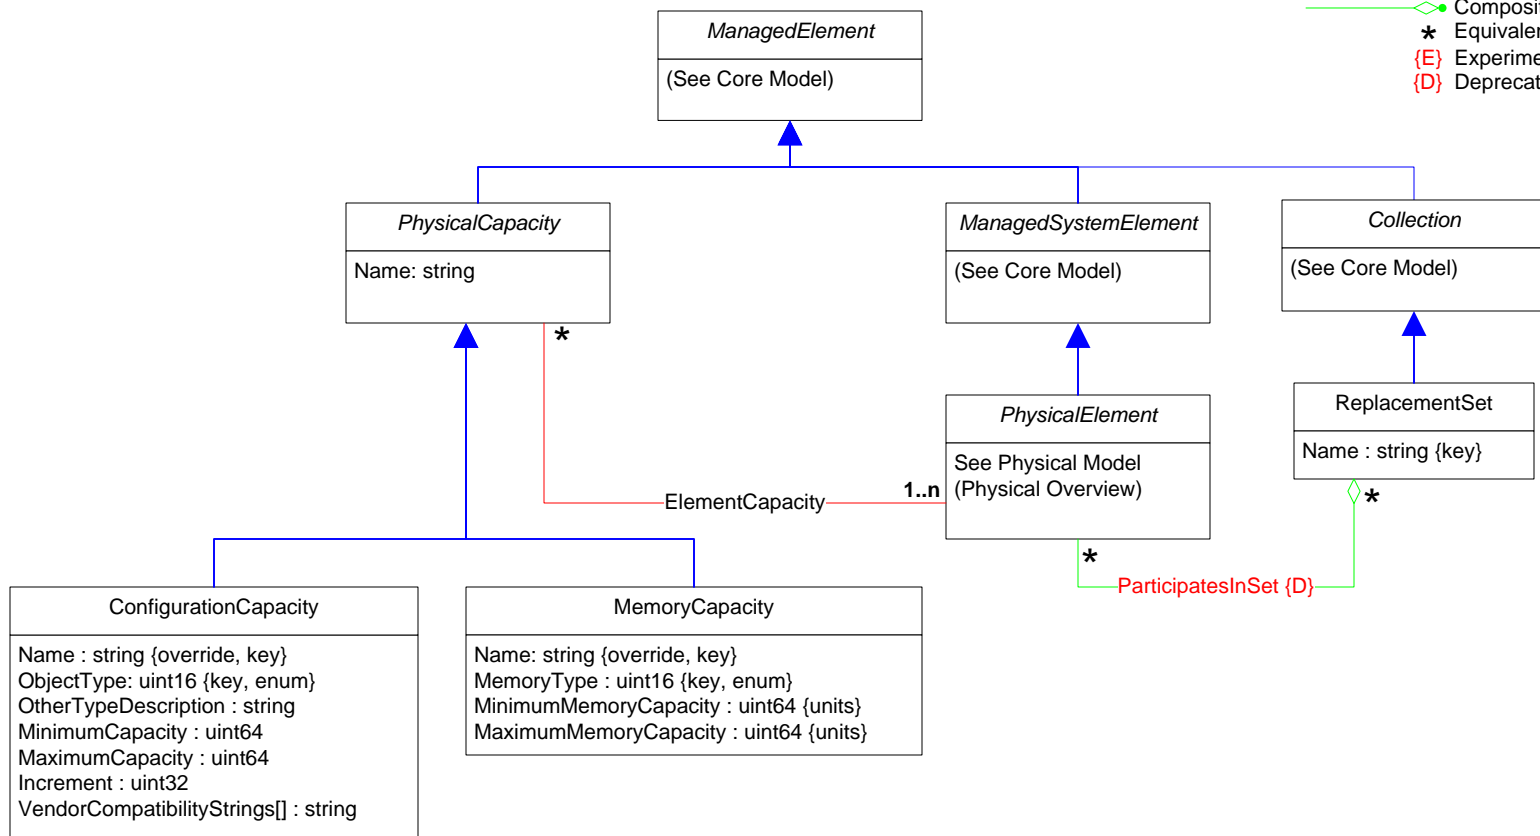 Composit
* Equivalen
{E} Experime
{D} Deprecat
ManagedElement
(See Core Model)
PhysicalCapacity
Name: string
*
ManagedSystemElement
(See Core Model)
Collection
(See Core Model)
PhysicalElement
See Physical Model
(Physical Overview)
ReplacementSet
Name : string {key}
*
ElementCapacity
1..n
*
ParticipatesInSet {D}
ConfigurationCapacity
Name : string {override, key}
ObjectType: uint16 {key, enum}
OtherTypeDescription : string
MinimumCapacity : uint64
MaximumCapacity : uint64
Increment : uint32
VendorCompatibilityStrings[] : string
MemoryCapacity
Name: string {override, key}
MemoryType : uint16 {key, enum}
MinimumMemoryCapacity : uint64 {units}
MaximumMemoryCapacity : uint64 {units}